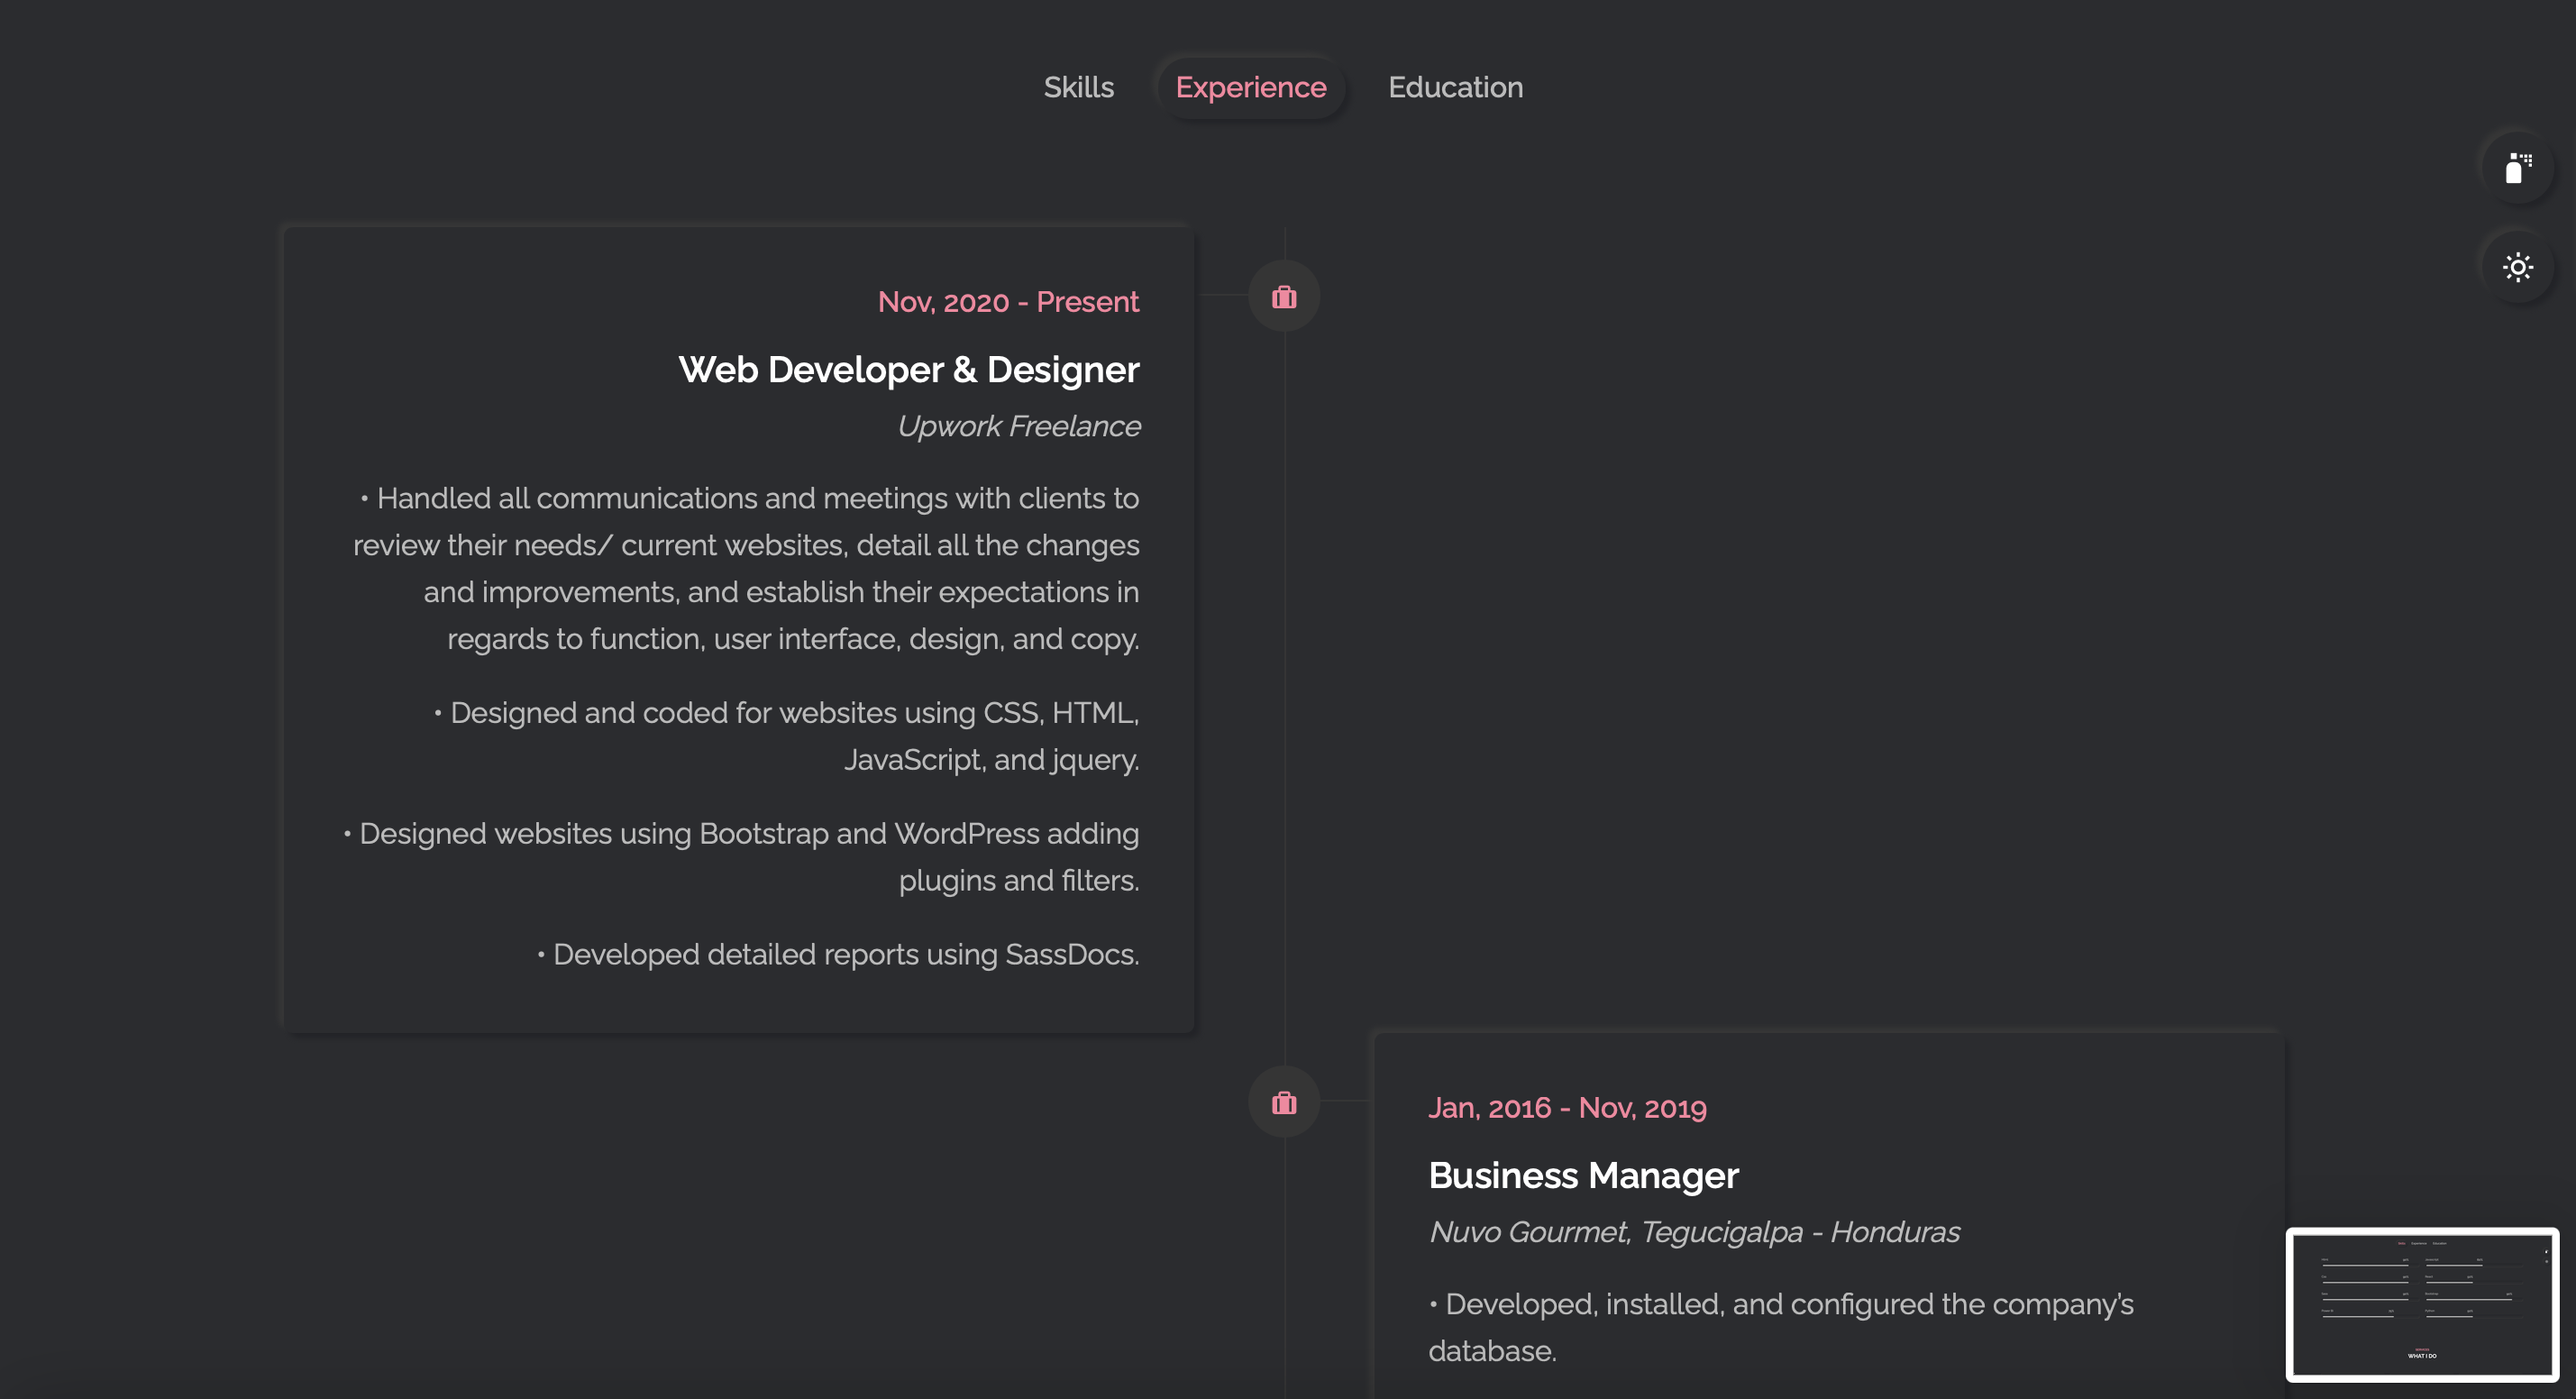 Skills Experience Education
Nov, 2020 - Present
Web Developer & Designer
Upwork Freelance
• Handled all communications and meetings with clients to
review their needs/ current websites, detail all the changes
and improvements, and establish their expectations in
regards to function, user interface, design, and copy.
• Designed and coded for websites using CSS, HTML,
JavaScript, and jquery.
• Designed websites using Bootstrap and WordPress adding
plugins and filters.
• Developed detailed reports using SassDocs.
Jan, 2016 - Nov, 2019
Business Manager
Nuvo Gourmet, Tegucigalpa - Honduras
• Developed, installed, and configured the company's
database.
WHAT I DO